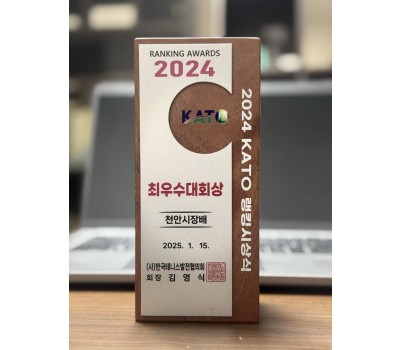 RANKING AWARDS
2024
KATO
최우수대회상
천안시장배
2025. 1. 15.
(사)한국테니스발전협의회
회장 김영식
2024 KATO 랭킹시상식